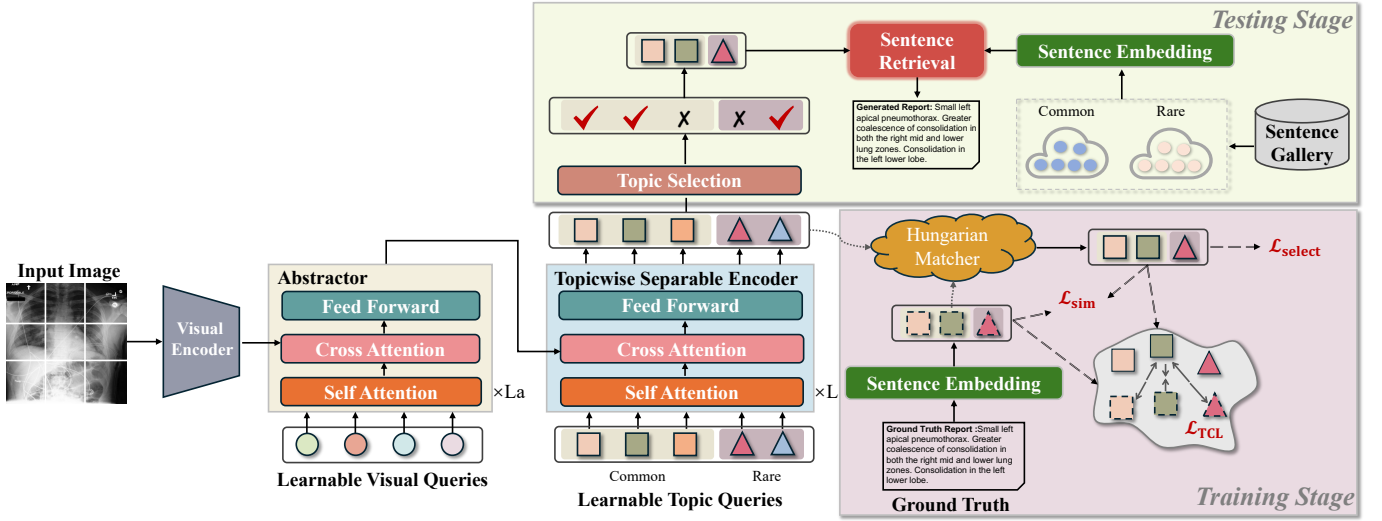 Testing Stage
Sentence
Retrieval
Sentence Embedding
Generated Report: Small left
apical pneumothorax. Greater
coalescence of consolidation in
both the right mid and lower
lung zones. Consolidation in
the left lower lobe.
Common
Rare
Sentence
Gallery
Topic Selection
Input Image
Visual
Encoder
Abstractor
Feed Forward
Cross Attention
Self Attention
×La
Learnable Visual Queries
Topicwise Separable Encoder
Feed Forward
Cross Attention
Self Attention
×L
Common
Rare
Learnable Topic Queries
Hungarian
Matcher
ℒselect
ℒsim
Sentence Embedding
ℒTCL
Ground Truth Report :Small left
apical pneumothorax. Greater
coalescence of consolidation in
both the right mid and lower lung
zones. Consolidation in the left
lower lobe.
Ground Truth
Training Stage